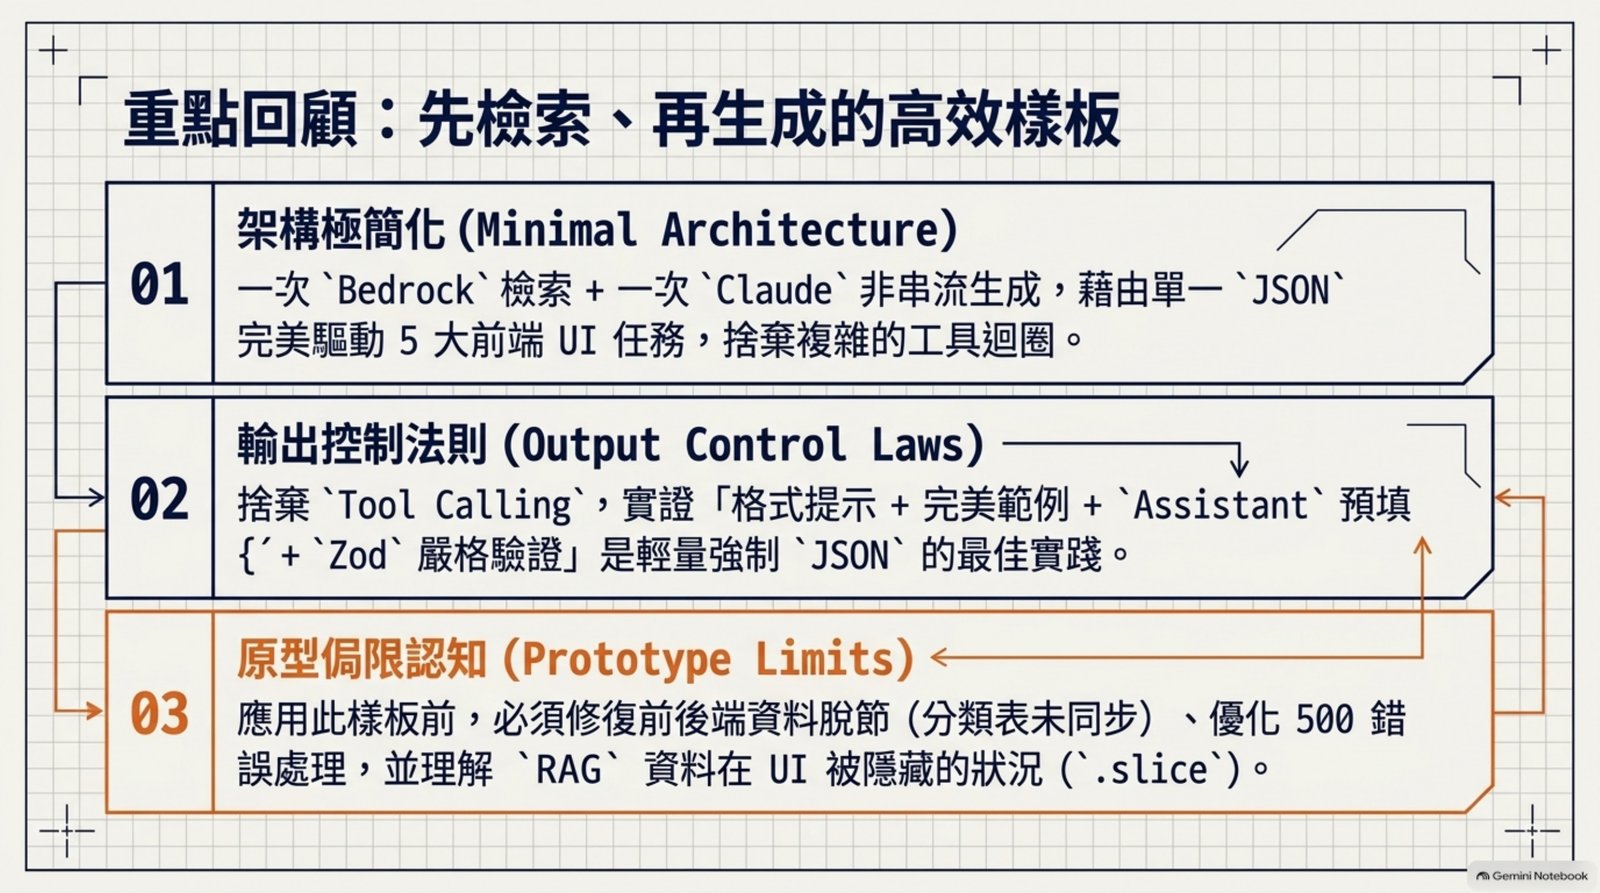 重點回顧：先檢索、再生成的高效樣板
01
架構極簡化 (Minimal Architecture)
一次 `Bedrock` 檢索 + 一次 `Claude` 非串流生成，藉由單一 `JSON`
完美驅動 5 大前端 UI 任務，捨棄複雜的工具迴圈。
02
輸出控制法則 (Output Control Laws)
捨棄 `Tool Calling`，實證「格式提示 + 完美範例 + `Assistant` 預填
{´ + `Zod` 嚴格驗證」是輕量強制 `JSON` 的最佳實踐。
03
原型侷限認知 (Prototype Limits)
應用此樣板前，必須修復前後端資料脫節（分類表未同步）、優化 500 錯
誤處理，並理解 `RAG` 資料在 UI 被隱藏的狀況 (`.slice`)。
Gemini Notebook